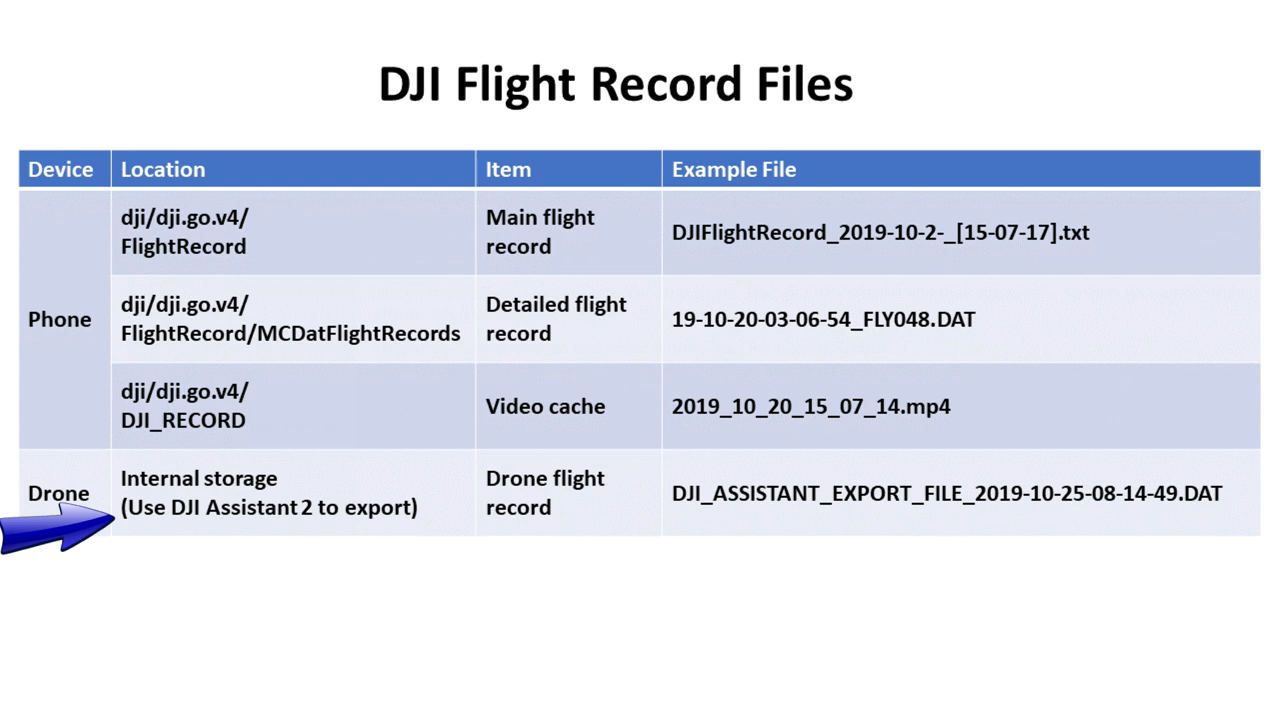 DJI Flight Record Files
Device Location Item Example File
Phone
dji/dji.go.v4/
FlightRecord
Main flight
record
DJIFlightRecord_2019-10-2-_[15-07-17].txt
dji/dji.go.v4/
FlightRecord/MCDatFlightRecords
Detailed flight
record
19-10-20-03-06-54_FLY048.DAT
dji/dji.go.v4/
DJI_RECORD
Video cache
2019_10_20_15_07_14.mp4
Drone
Internal storage
(Use DJI Assistant 2 to export)
Drone flight
record
DJI_ASSISTANT_EXPORT_FILE_2019-10-25-08-14-49.DAT